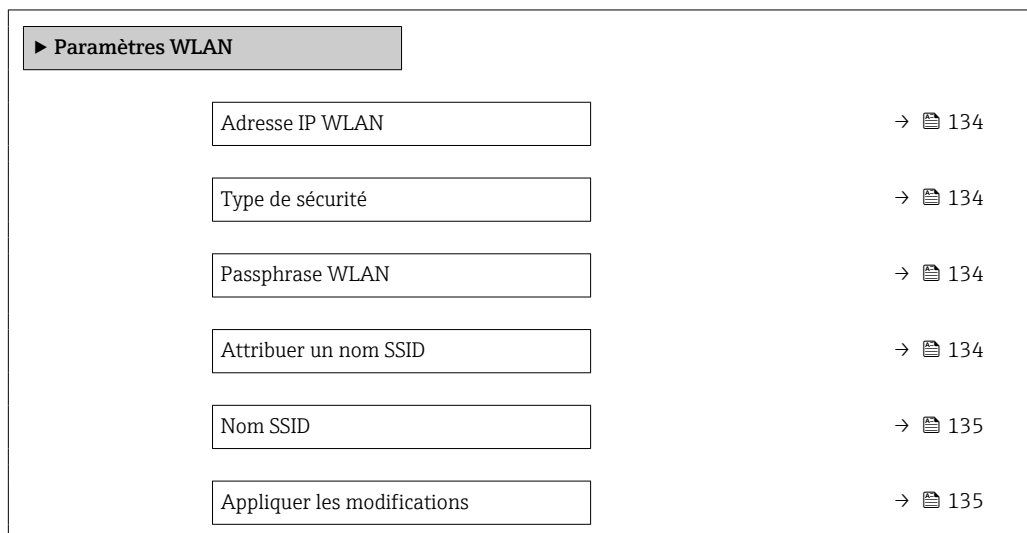 ▶ Paramètres WLAN
Adresse IP WLAN → 134
Type de sécurité → 134
Passphrase WLAN → 134
Attribuer un nom SSID → 134
Nom SSID → 135
Appliquer les modifications → 135